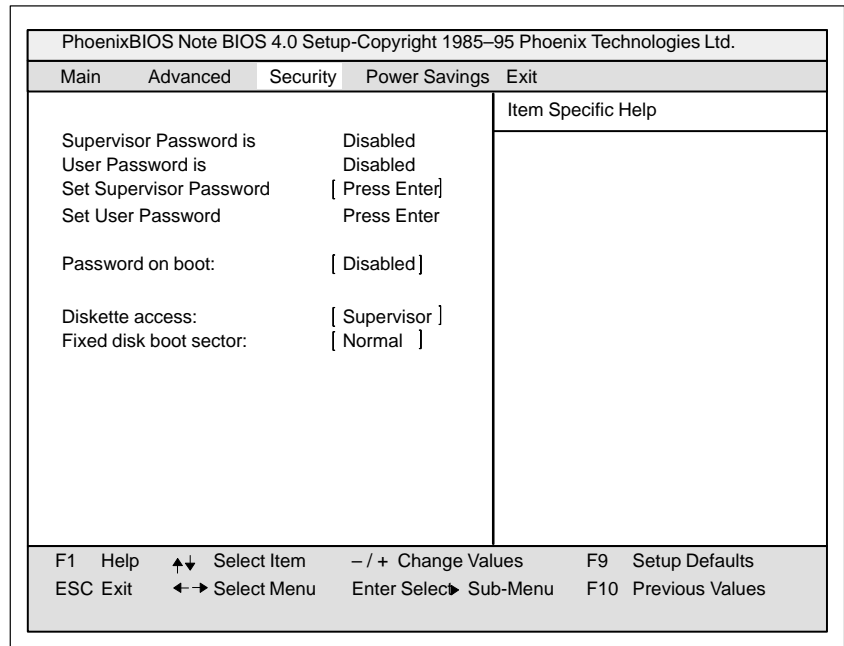 PhoenixBIOS Note BIOS 4.0 Setup-Copyright 1985–95 Phoenix Technologies Ltd.
Main Advanced Security Power Savings Exit
Item Specific Help
Supervisor Password is Disabled
User Password is Disabled
Set Supervisor Password [ Press Enter]
Set User Password Press Enter
Password on boot: [ Disabled ]
Diskette access: [ Supervisor ]
Fixed disk boot sector: [ Normal ]
F1 Help ▲▼ Select Item – / + Change Values F9 Setup Defaults
ESC Exit ←→ Select Menu Enter Select▶ Sub-Menu F10 Previous Values